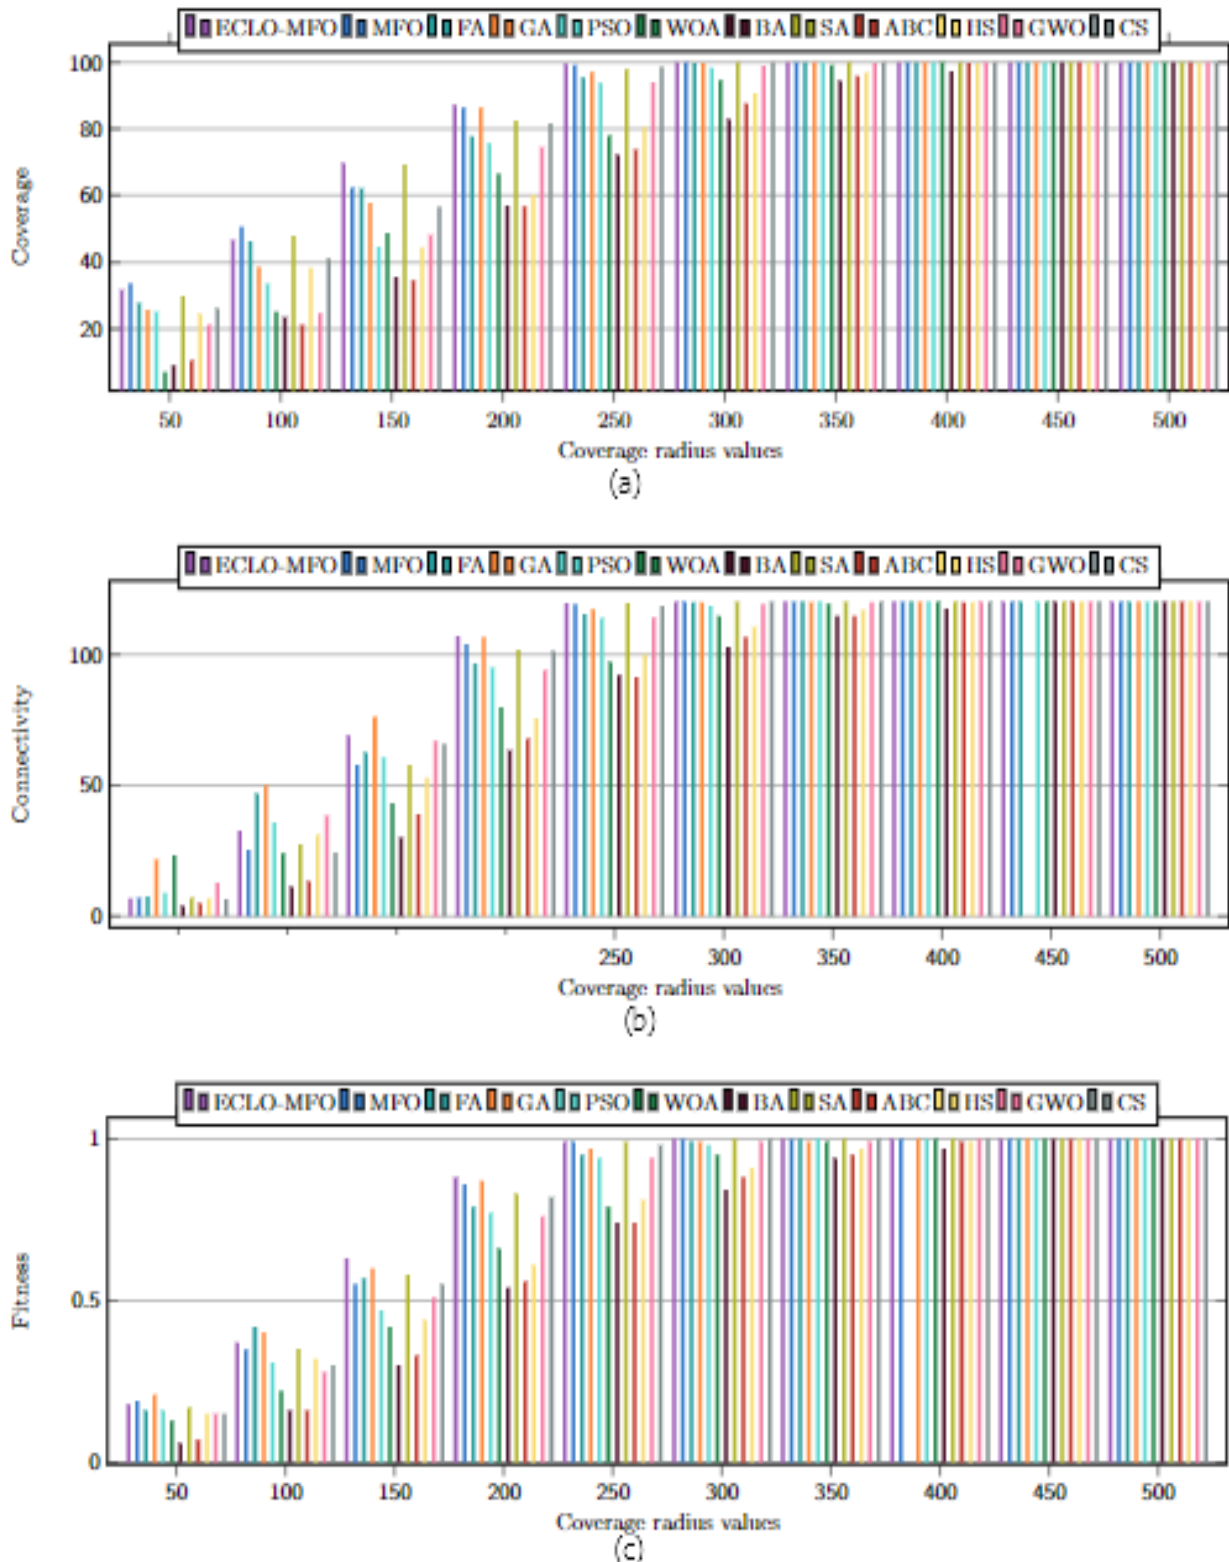 ECLO-MFO MFO FA GA PSO WOA BA SA ABC HS GWO CS
100
80
60
40
20
Coverage
50 100 150 200 250 300 350 400 450 500
Coverage radius values
(a)
ECLO-MFO MFO FA GA PSO WOA BA SA ABC HS GWO CS
100
50
0
Connectivity
250 300 350 400 450 500
Coverage radius values
(b)
ECLO-MFO MFO FA GA PSO WOA BA SA ABC HS GWO CS
1
0.5
0
Fitness
50 100 150 200 250 300 350 400 450 500
Coverage radius values
(c)